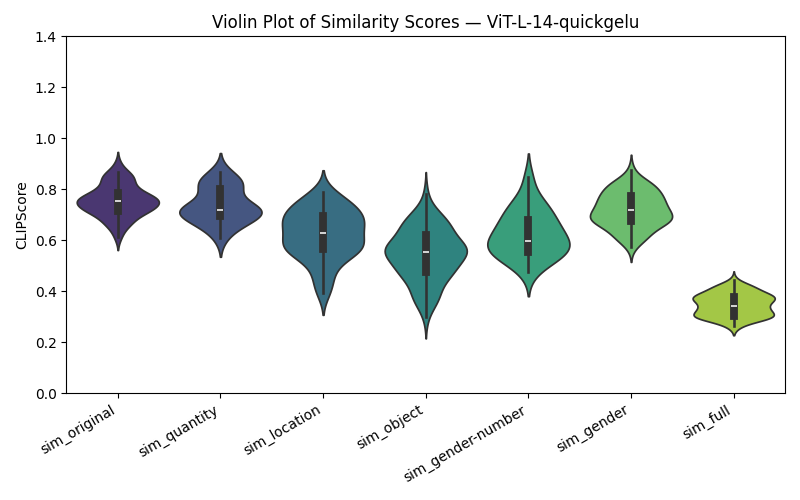 Violin Plot of Similarity Scores — ViT-L-14-quickgelu
1.4
1.2
1.0
0.8
0.6
0.4
0.2
0.0
CLIPScore
sim_original
sim_quantity
sim_location
sim_object
sim_gender-number
sim_gender
sim_full